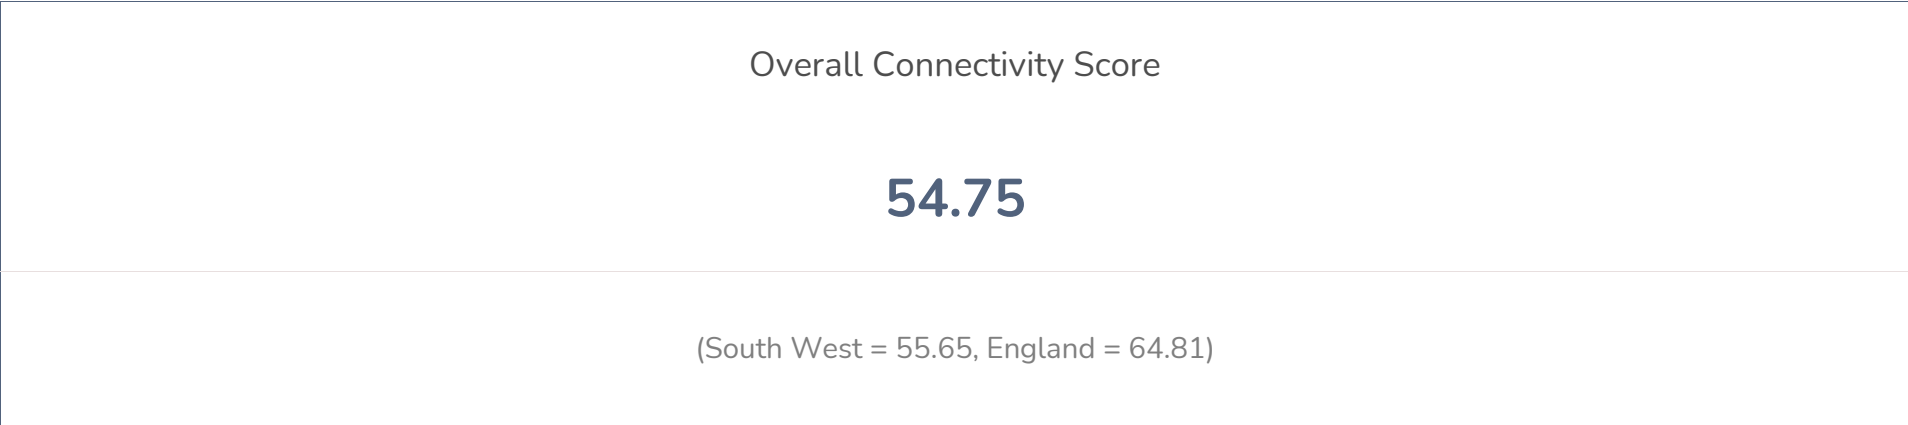 Overall Connectivity Score
54.75
(South West = 55.65, England = 64.81)